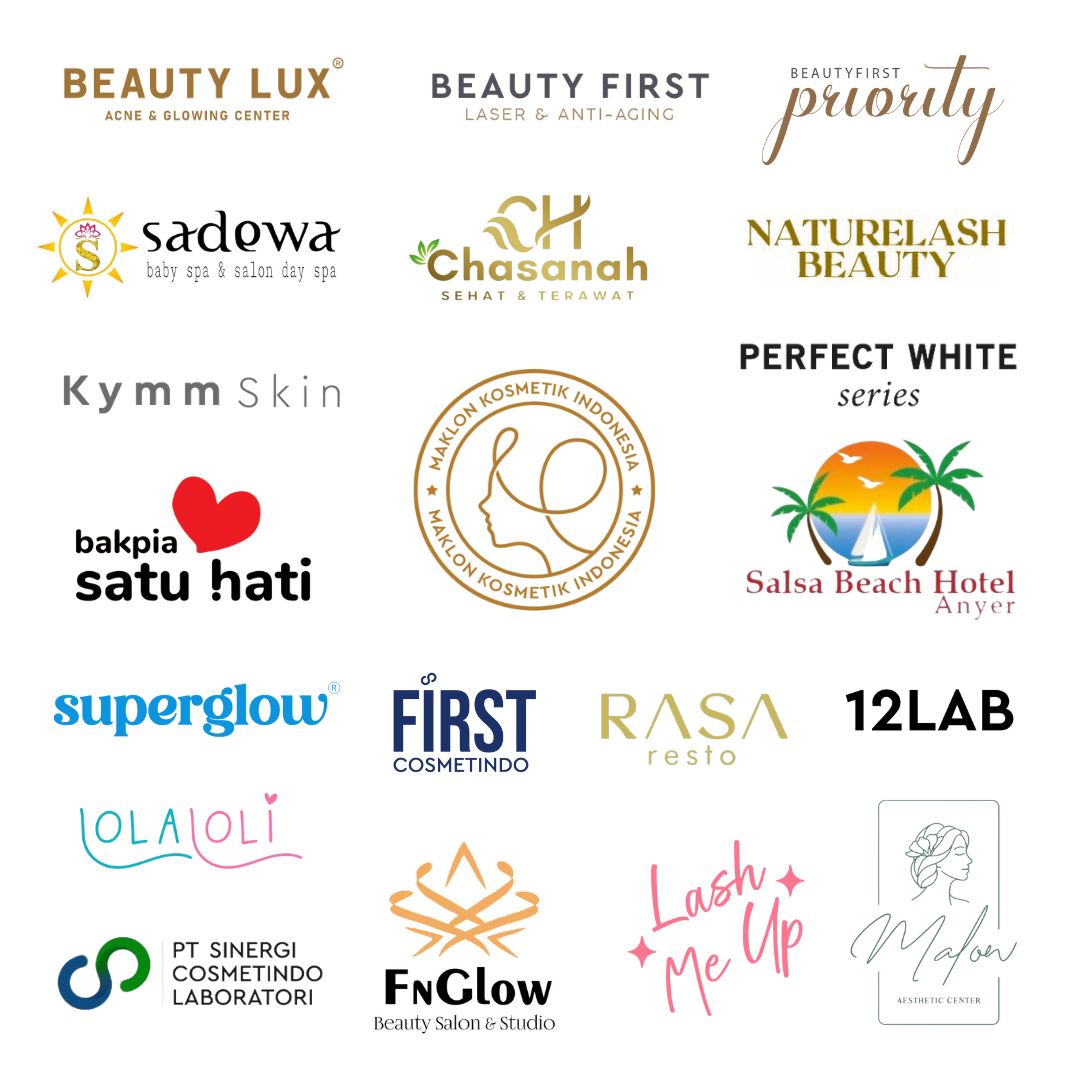 BEAUTY LUX®
ACNE & GLOWING CENTER
BEAUTY FIRST
LASER & ANTI-AGING
BEAUTYFIRST
priority
S
sadewa
baby spa & salon day spa
CH
Chasanah
SEHAT & TERAWAT
NATURELASH
BEAUTY
Kymm Skin
MAKLON KOSMETIK INDONESIA
MAKLON KOSMETIK INDONESIA
PERFECT WHITE
series
bakpia
satu hati
Salsa Beach Hotel
Anyer
superglow®
FIRST
COSMETINDO
RASA
resto
12LAB
LOLALOLI
PT SINERGI
COSMETINDO
LABORATORI
FNGLOW
Beauty Salon & Studio
Lash
Me Up
Malon
AESTHETIC CENTER